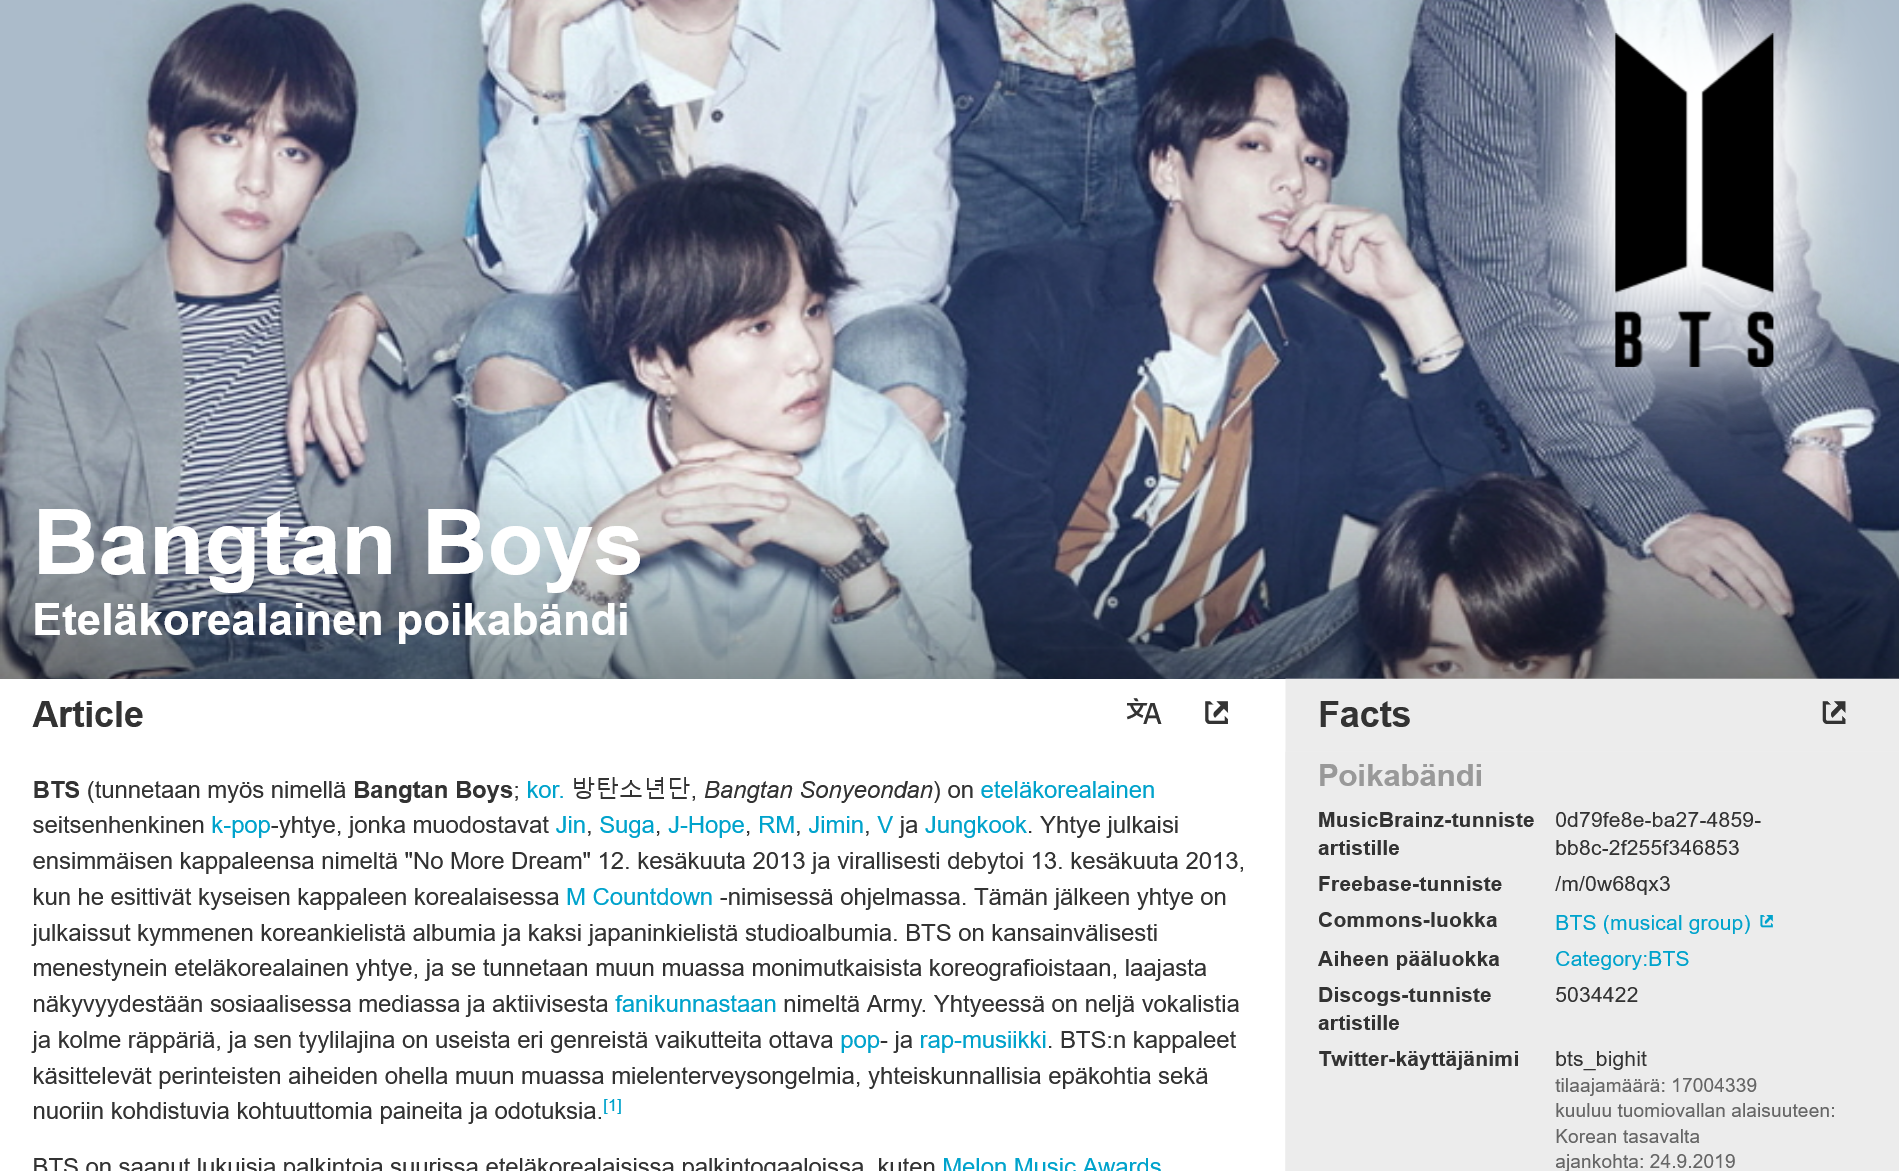 BTS
Bangtan Boys
Eteläkorealainen poikabändi
Article
BTS (tunnetaan myös nimellä Bangtan Boys; kor. 방탄소년단, Bangtan Sonyeondan) on eteläkorealainen
seitsenhenkinen k-pop-yhtye, jonka muodostavat Jin, Suga, J-Hope, RM, Jimin, V ja Jungkook. Yhtye julkaisi
ensimmäisen kappaleensa nimeltä "No More Dream" 12. kesäkuuta 2013 ja virallisesti debytoi 13. kesäkuuta 2013,
kun he esittivät kyseisen kappaleen korealaisessa M Countdown -nimisessä ohjelmassa. Tämän jälkeen yhtye on
julkaissut kymmenen koreankielistä albumia ja kaksi japaninkielistä studioalbumia. BTS on kansainvälisesti
menestynein eteläkorealainen yhtye, ja se tunnetaan muun muassa monimutkaisista koreografioistaan, laajasta
näkyvyydestään sosiaalisessa mediassa ja aktiivisesta fanikunnastaan nimeltä Army. Yhtyeessä on neljä vokalistia
ja kolme räppäriä, ja sen tyylilajina on useista eri genreistä vaikutteita ottava pop- ja rap-musiikki. BTS:n kappaleet
käsittelevät perinteisten aiheiden ohella muun muassa mielenterveysongelmia, yhteiskunnallisia epäkohtia sekä
nuoriin kohdistuvia kohtuuttomia paineita ja odotuksia.[1]
BTS on saanut lukuisia palkintoja suurissa eteläkorealaisissa palkintogaaloissa, kuten Melon Music Awards
Facts
Poikabändi
MusicBrainz-tunniste artistille 0d79fe8e-ba27-4859-
bb8c-2f255f346853
Freebase-tunniste /m/0w68qx3
Commons-luokka BTS (musical group)
Aiheen pääluokka Category:BTS
Discogs-tunniste artistille 5034422
Twitter-käyttäjänimi bts_bighit
tilaajamäärä: 17004339
kuuluu tuomiovallan alaisuuteen:
Korean tasavalta
ajankohta: 24.9.2019